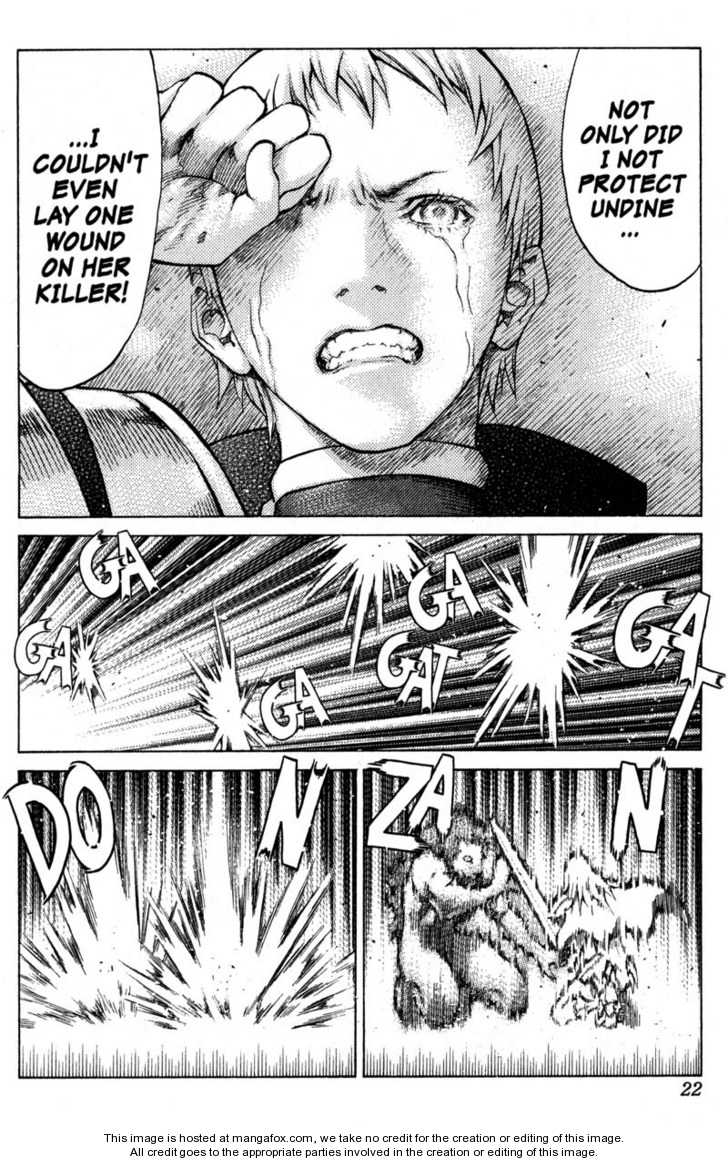 NOT
ONLY DID
I NOT
PROTECT
UNDINE
...
...I
COULDN'T
EVEN
LAY ONE
WOUND
ON HER
KILLER!
GA
GA
GA
GA
GAT
GAT
DON
ZAN
22
This image is hosted at mangafox.com, we take no credit for the creation or editing of this image.
All credit goes to the appropriate parties involved in the creation or editing of this image.